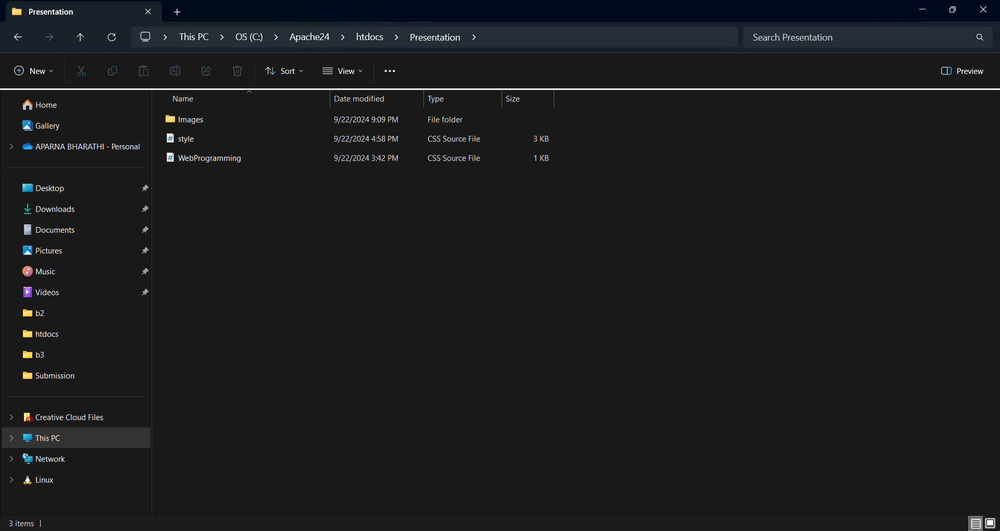 Presentation
This PC > OS (C:) > Apache24 > htdocs > Presentation >
Search Presentation
New
Sort
View
Preview
Name Date modified Type Size
Images 9/22/2024 9:09 PM File folder
style 9/22/2024 4:58 PM CSS Source File 3 KB
WebProgramming 9/22/2024 3:42 PM CSS Source File 1 KB
Home
Gallery
APARNA BHARATHI - Personal
Desktop
Downloads
Documents
Pictures
Music
Videos
b2
htdocs
b3
Submission
Creative Cloud Files
This PC
Network
Linux
3 items